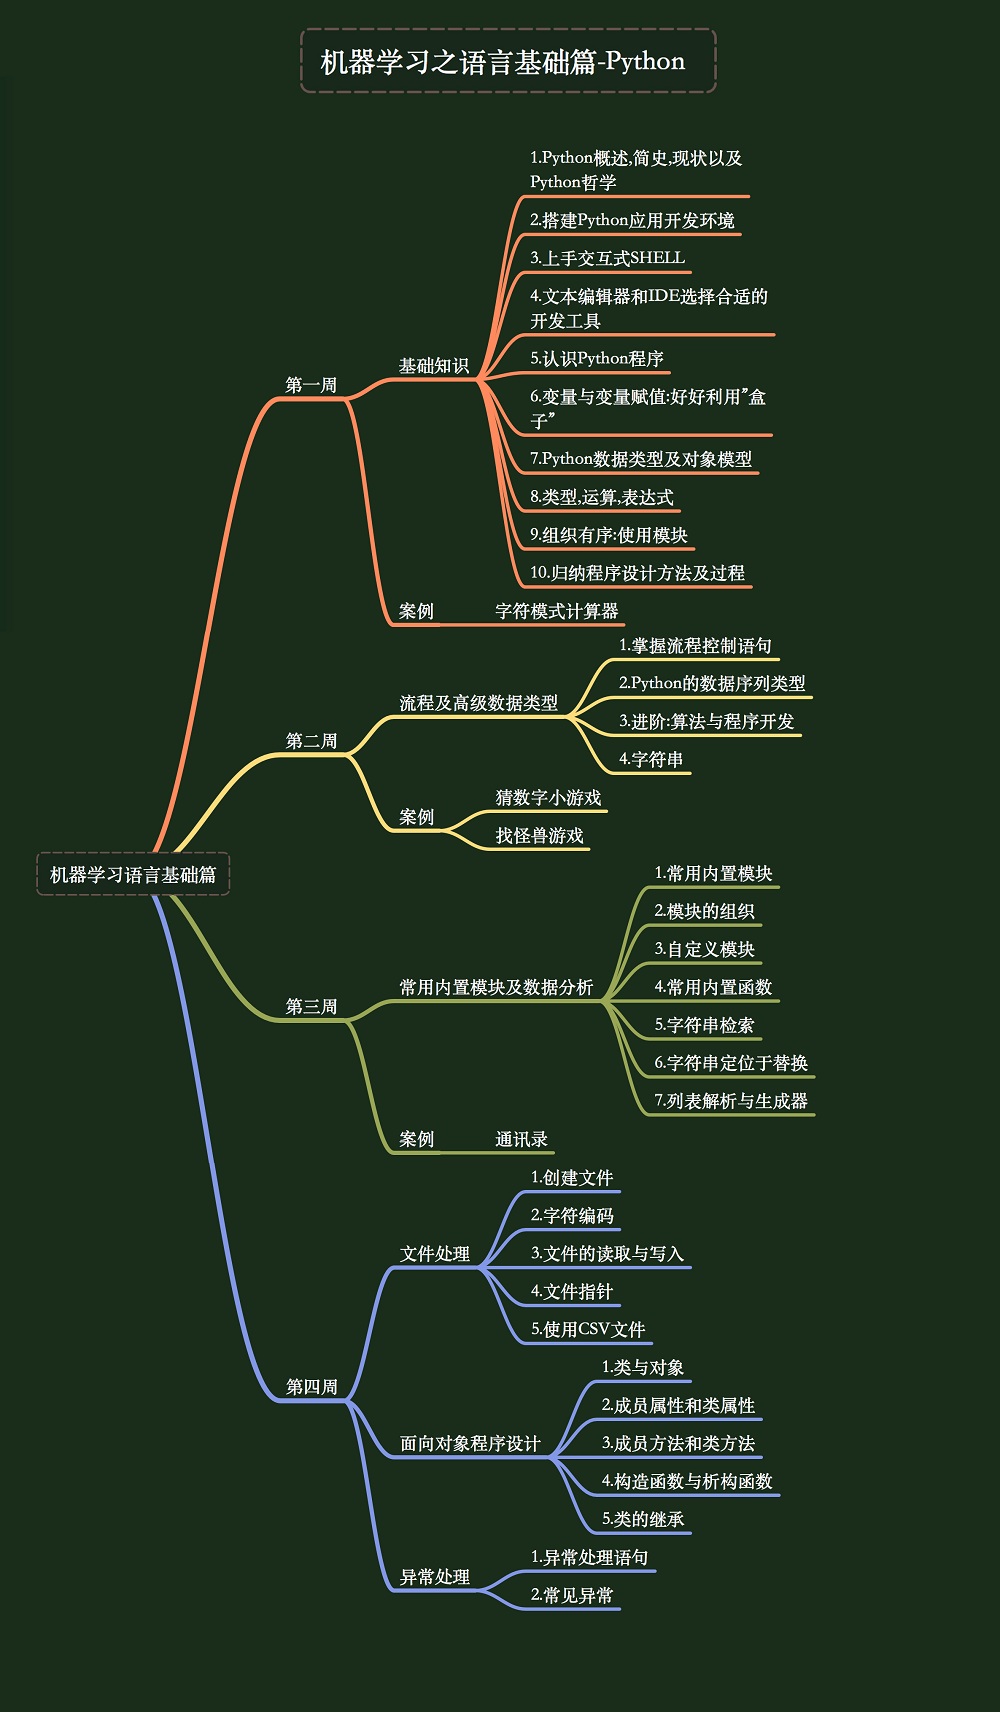 机器学习之语言基础篇-Python
1.Python概述,简史,现状以及
Python哲学
2.搭建Python应用开发环境
3.上手交互式SHELL
4.文本编辑器和IDE选择合适的
开发工具
基础知识
5.认识Python程序
第一周
6.变量与变量赋值:好好利用”盒
子”
7.Python数据类型及对象模型
8.类型,运算,表达式
9.组织有序:使用模块
10.归纳程序设计方法及过程
案例
字符模式计算器
1.掌握流程控制语句
2.Python的数据序列类型
流程及高级数据类型
3.进阶:算法与程序开发
第二周
4.字符串
案例
猜数字小游戏
找怪兽游戏
机器学习语言基础篇
1.常用内置模块
2.模块的组织
3.自定义模块
常用内置模块及数据分析
4.常用内置函数
第三周
5.字符串检索
6.字符串定位于替换
7.列表解析与生成器
案例
通讯录
1.创建文件
2.字符编码
文件处理
3.文件的读取与写入
4.文件指针
5.使用CSV文件
第四周
1.类与对象
2.成员属性和类属性
面向对象程序设计
3.成员方法和类方法
4.构造函数与析构函数
5.类的继承
异常处理
1.异常处理语句
2.常见异常